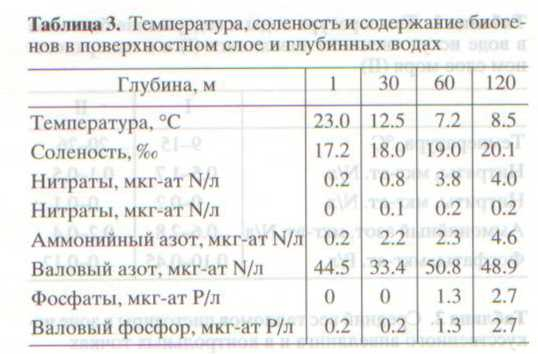 Таблица 3. Температура, соленость и содержание биоге-
нов в поверхностном слое и глубинных водах
Глубина, м 1 30 60 120
Температура, °C 23.0 12.5 7.2 8.5
Соленость, ‰ 17.2 18.0 19.0 20.1
Нитраты, мкг-ат N/л 0.2 0.8 3.8 4.0
Нитраты, мкг-ат N/л 0 0.1 0.2 0.2
Аммонийный азот, мкг-ат N/л 0.2 2.2 2.3 4.6
Валовый азот, мкг-ат N/л 44.5 33.4 50.8 48.9
Фосфаты, мкг-ат P/л 0 0 1.3 2.7
Валовый фосфор, мкг-ат P/л 0.2 0.2 1.3 2.7